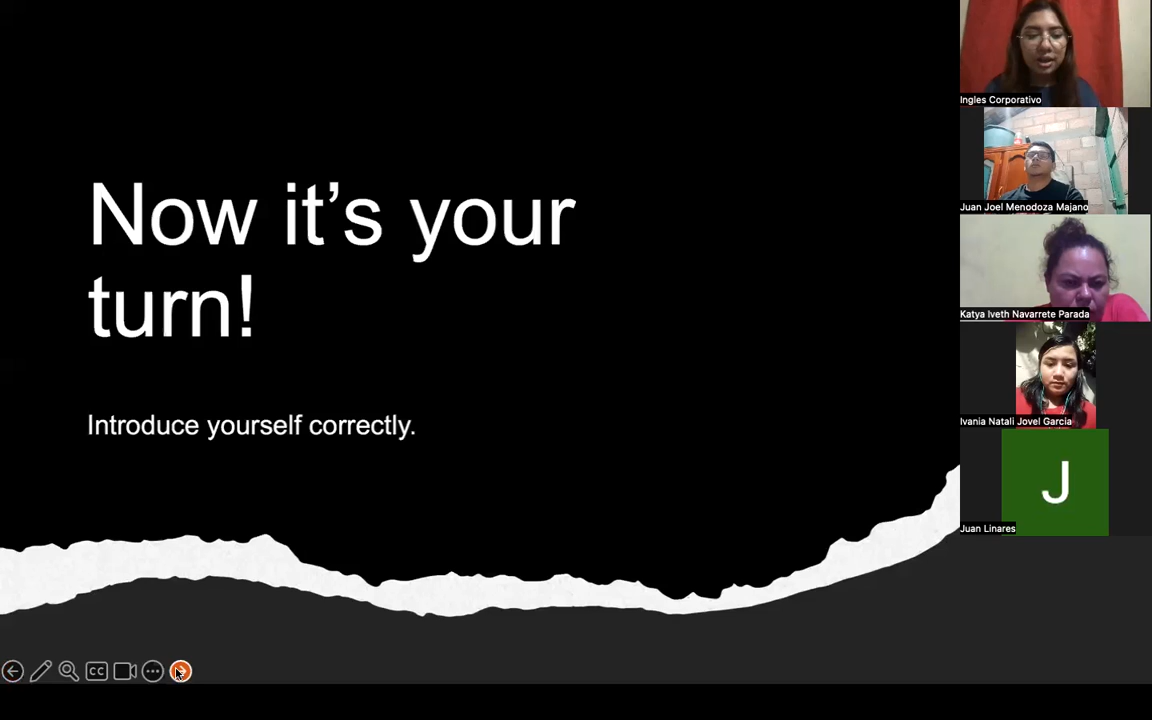 Now it's your
turn!
Introduce yourself correctly.
Ingles Corporativo
Juan Joel Menodoza Majano
Katya Iveth Navarrete Parada
Ivania Natali Jovel Garcia
J
Juan Linares
CC